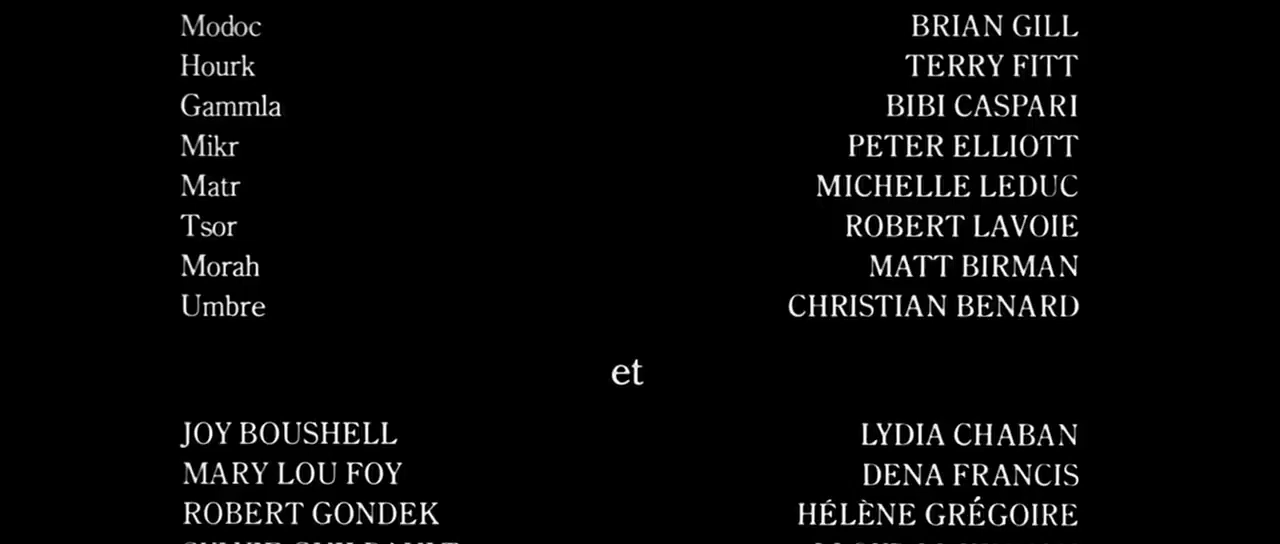 Modoc BRIAN GILL
Hourk TERRY FITT
Gammla BIBI CASPARI
Mikr PETER ELLIOTT
Matr MICHELLE LEDUC
Tsor ROBERT LAVOIE
Morah MATT BIRMAN
Umbre CHRISTIAN BENARD
et
JOY BOUSHELL LYDIA CHABAN
MARY LOU FOY DENA FRANCIS
ROBERT GONDEK HÉLÈNE GRÉGOIRE